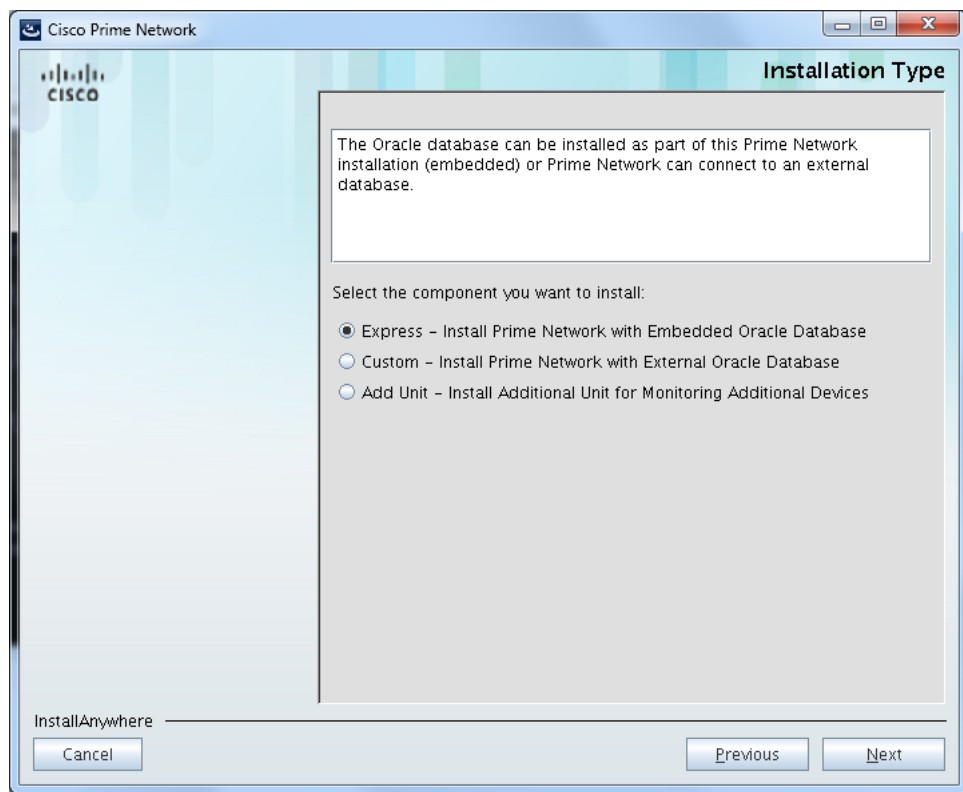 Cisco Prime Network
Installation Type
CISCO
The Oracle database can be installed as part of this Prime Network
installation (embedded) or Prime Network can connect to an external
database.
Select the component you want to install:
Express – Install Prime Network with Embedded Oracle Database
Custom – Install Prime Network with External Oracle Database
Add Unit – Install Additional Unit for Monitoring Additional Devices
InstallAnywhere
Cancel
Previous
Next